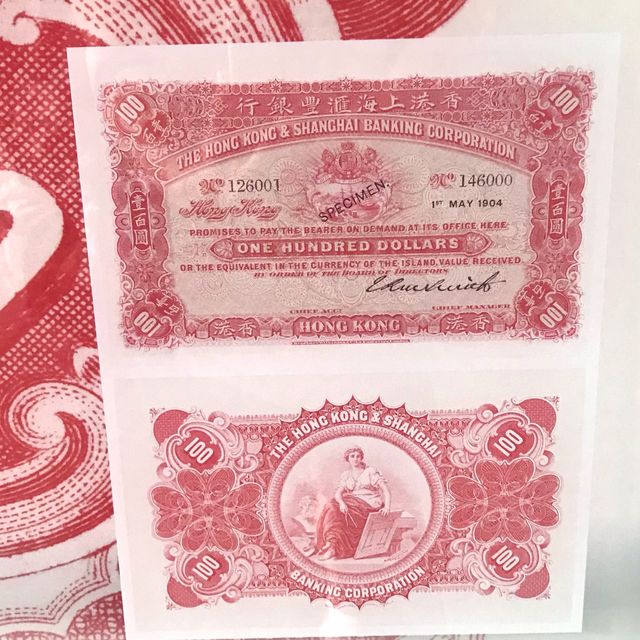 行銀豐滙海上港香
100
100
壹百
壹百
THE HONG KONG & SHANGHAI BANKING CORPORATION
No 126001
No 146000
SPECIMEN.
Hong Kong
1ST MAY 1904
壹百圓
壹百圓
PROMISES TO PAY THE BEARER ON DEMAND AT ITS OFFICE HERE
ONE HUNDRED DOLLARS
OR THE EQUIVALENT IN THE CURRENCY OF THE ISLAND, VALUE RECEIVED
BY ORDER OF THE BOARD OF DIRECTORS
CHIEF ACCT
CHIEF MANAGER
100
100
港香
HONG KONG
港香
THE HONG KONG & SHANGHAI
100
100
100
100
BANKING CORPORATION